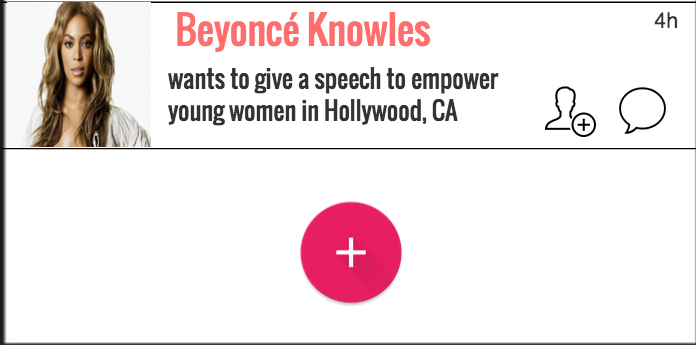 Beyoncé Knowles
4h
wants to give a speech to empower
young women in Hollywood, CA